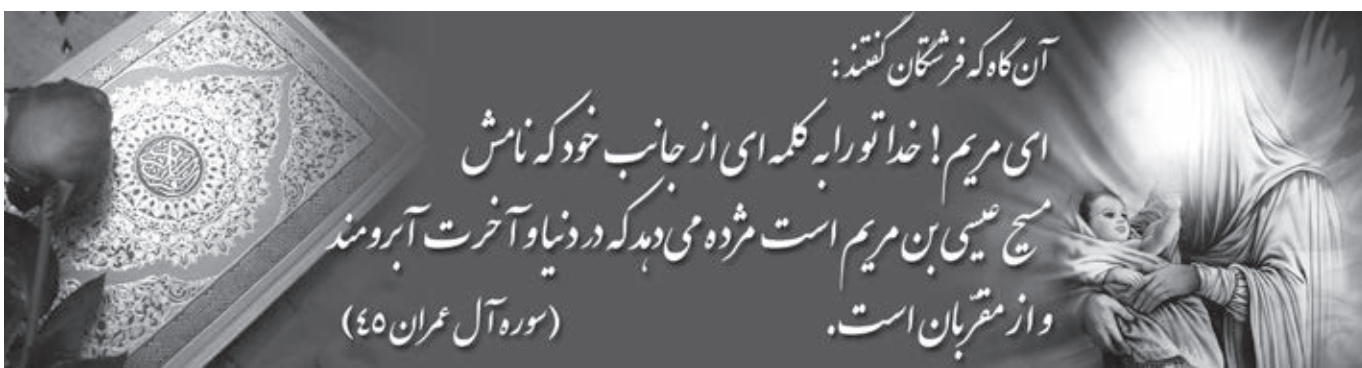 آن گاه که فرشتگان گفتند:
ای مریم! خدا تو را به کلمه ای از جانب خود که نامش
مسیح عیسی بن مریم است مژده می دهد که در دنیا و آخرت آبرومند
و از مقرّبان است. (سوره آل عمران ٤٥)